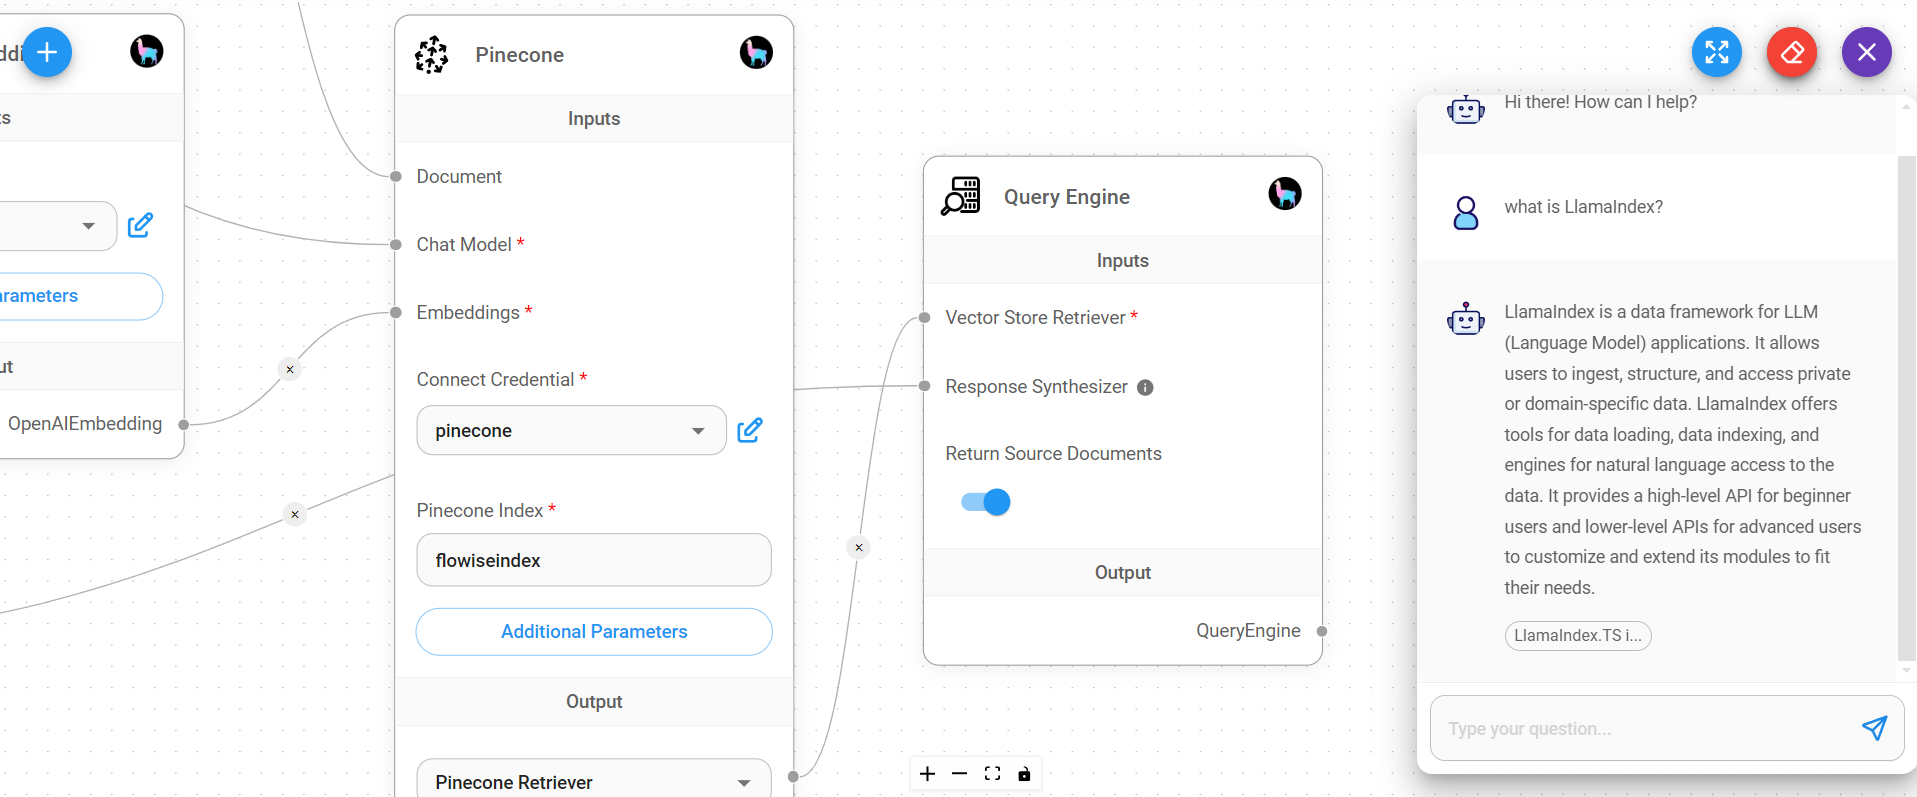 ddi
s
arameters
ut
OpenAIEmbedding
Pinecone
Inputs
Document
Chat Model *
Embeddings *
Connect Credential *
pinecone
Pinecone Index *
flowiseindex
Additional Parameters
Output
Pinecone Retriever
Query Engine
Inputs
Vector Store Retriever *
Response Synthesizer
Return Source Documents
Output
QueryEngine
Hi there! How can I help?
what is LlamaIndex?
LlamaIndex is a data framework for LLM
(Language Model) applications. It allows
users to ingest, structure, and access private
or domain-specific data. LlamaIndex offers
tools for data loading, data indexing, and
engines for natural language access to the
data. It provides a high-level API for beginner
users and lower-level APIs for advanced users
to customize and extend its modules to fit
their needs.
LlamaIndex.TS i...
Type your question...